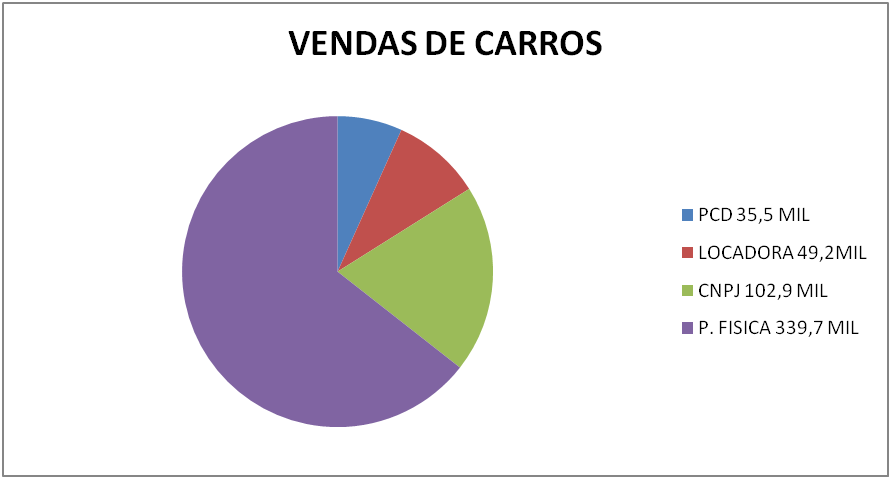 VENDAS DE CARROS
PCD 35,5 MIL
LOCADORA 49,2MIL
CNPJ 102,9 MIL
P. FISICA 339,7 MIL